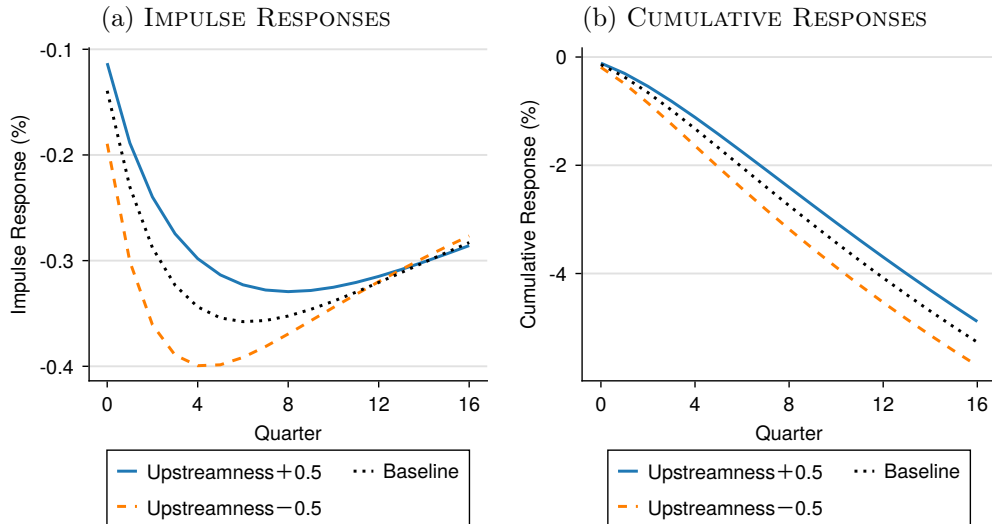 (a) IMPULSE RESPONSES
-0.1
-0.2
-0.3
-0.4
Impulse Response (%)
0 4 8 12 16
Quarter
Upstreamness+0.5 Baseline
Upstreamness−0.5
(b) CUMULATIVE RESPONSES
0
-2
-4
Cumulative Response (%)
0 4 8 12 16
Quarter
Upstreamness+0.5 Baseline
Upstreamness−0.5